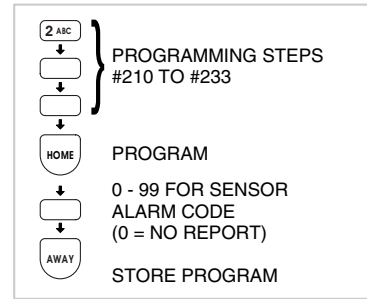 2 ABC
PROGRAMMING STEPS
#210 TO #233
HOME
PROGRAM
0 - 99 FOR SENSOR
ALARM CODE
(0 = NO REPORT)
AWAY
STORE PROGRAM